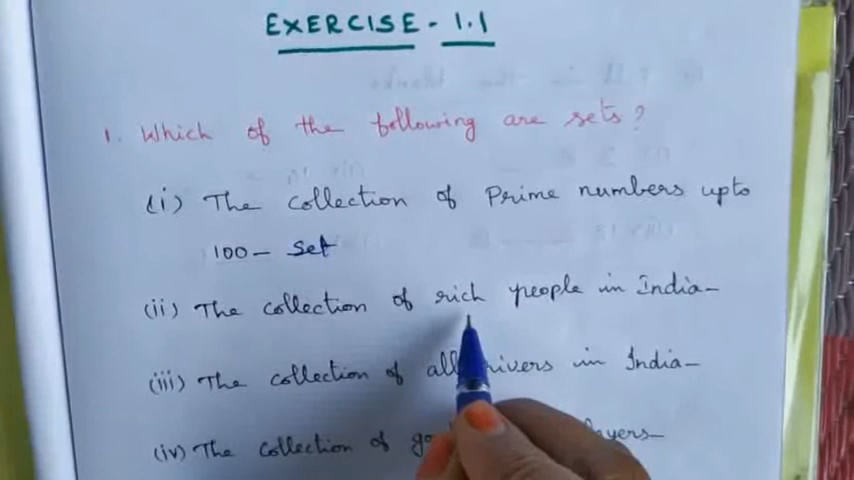 EXERCISE - 1.1
1. Which of the following are sets?
(i) The collection of Prime numbers upto
100 - Set
(ii) The collection of rich people in India -
(iii) The collection of all rivers in India -
(iv) The collection of